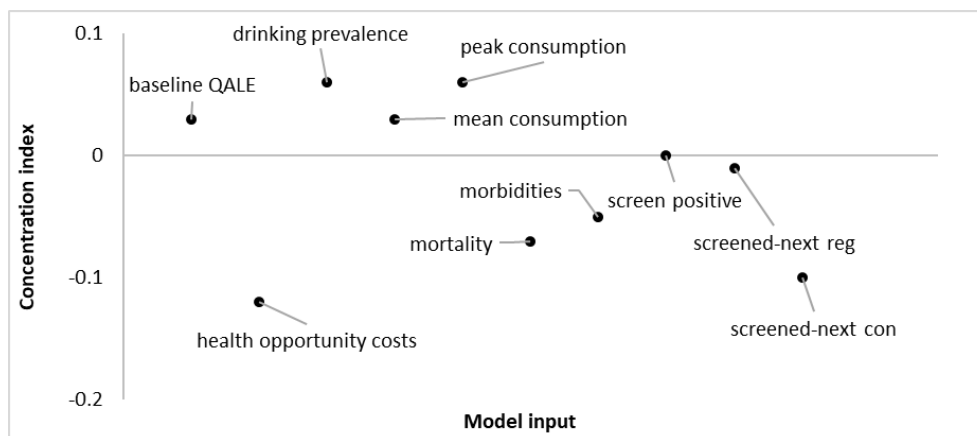 0.1
drinking prevalence
peak consumption
baseline QALE
mean consumption
Concentration index
0
morbidities
screen positive
mortality
screened-next reg
-0.1
health opportunity costs
screened-next con
-0.2
Model input